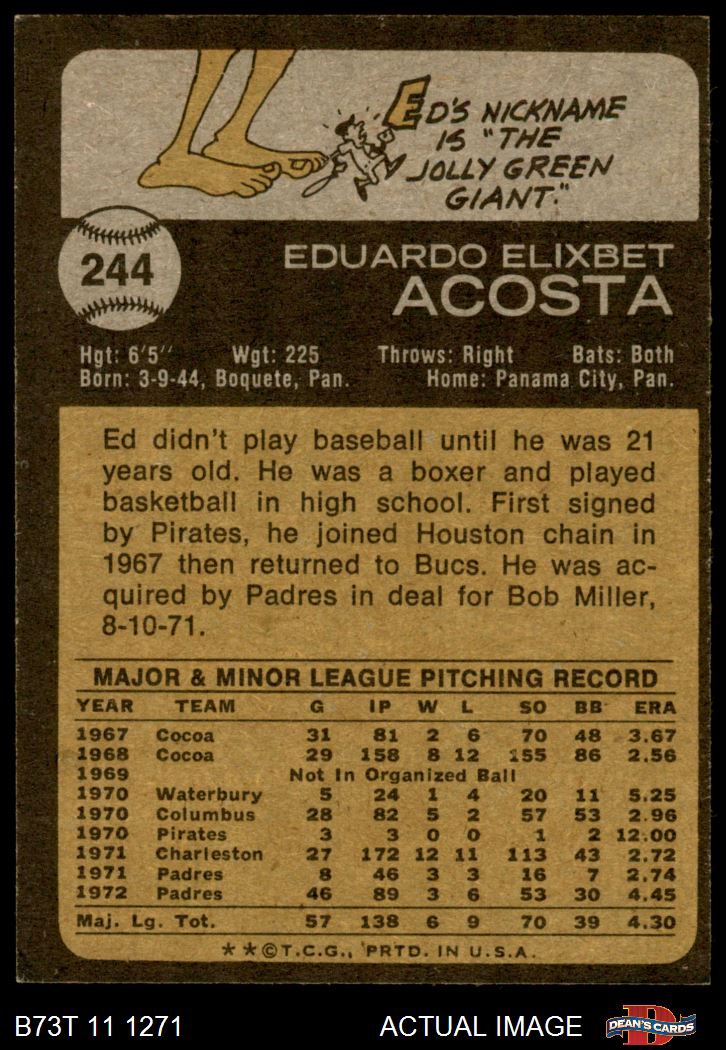 ED'S NICKNAME
IS "THE
JOLLY GREEN
GIANT."
244
EDUARDO ELIXBET
ACOSTA
Hgt: 6'5" Wgt: 225 Throws: Right Bats: Both
Born: 3-9-44, Boquete, Pan. Home: Panama City, Pan.
Ed didn't play baseball until he was 21
years old. He was a boxer and played
basketball in high school. First signed
by Pirates, he joined Houston chain in
1967 then returned to Bucs. He was ac-
quired by Padres in deal for Bob Miller,
8-10-71.
MAJOR & MINOR LEAGUE PITCHING RECORD
YEAR TEAM G IP W L SO BB ERA
1967 Cocoa 31 81 2 6 70 48 3.67
1968 Cocoa 29 158 8 12 155 86 2.56
1969 Not In Organized Ball
1970 Waterbury 5 24 1 4 20 11 5.25
1970 Columbus 28 82 5 2 57 53 2.96
1970 Pirates 3 3 0 0 1 2 12.00
1971 Charleston 27 172 12 11 113 43 2.72
1971 Padres 8 46 3 3 16 7 2.74
1972 Padres 46 89 3 6 53 30 4.45
Maj. Lg. Tot. 57 138 6 9 70 39 4.30
**©T.C.G., PRTD. IN U.S.A.
B73T 11 1271 ACTUAL IMAGE DEAN'S CARDS